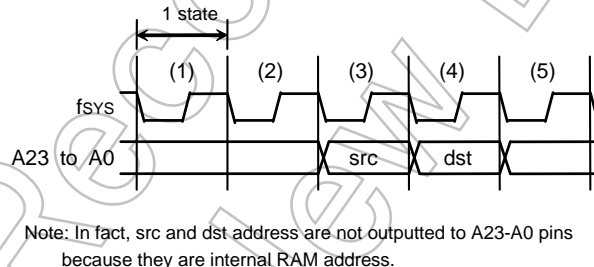 1 state
(1) (2) (3) (4) (5)
fSYS
A23 to A0 src dst
Note: In fact, src and dst address are not outputted to A23-A0 pins
because they are internal RAM address.